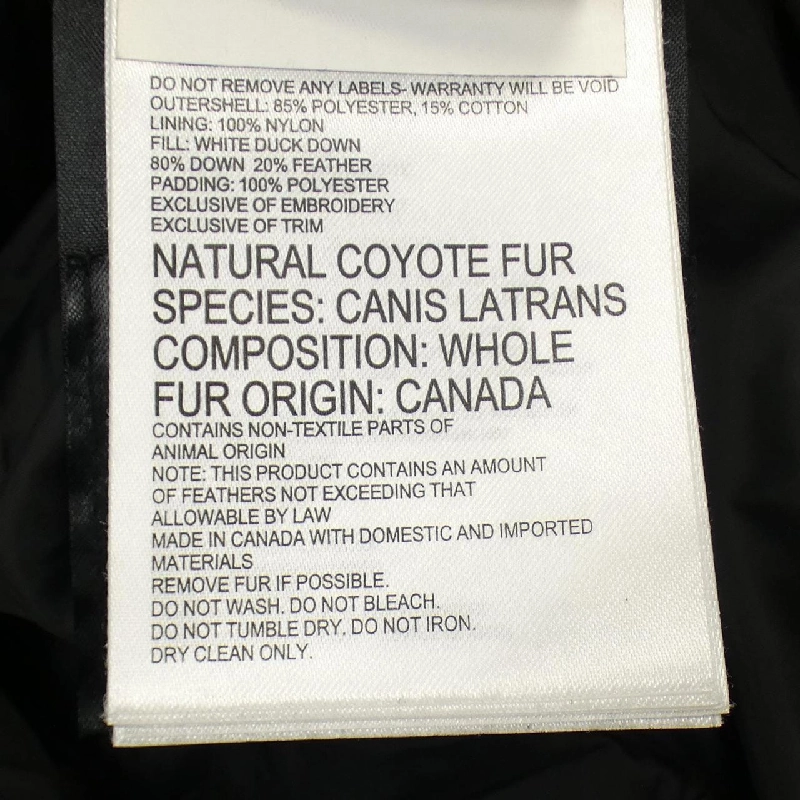 DO NOT REMOVE ANY LABELS- WARRANTY WILL BE VOID
OUTERSHELL: 85% POLYESTER, 15% COTTON
LINING: 100% NYLON
FILL: WHITE DUCK DOWN
80% DOWN 20% FEATHER
PADDING: 100% POLYESTER
EXCLUSIVE OF EMBROIDERY
EXCLUSIVE OF TRIM
NATURAL COYOTE FUR
SPECIES: CANIS LATRANS
COMPOSITION: WHOLE
FUR ORIGIN: CANADA
CONTAINS NON-TEXTILE PARTS OF
ANIMAL ORIGIN
NOTE: THIS PRODUCT CONTAINS AN AMOUNT
OF FEATHERS NOT EXCEEDING THAT
ALLOWABLE BY LAW
MADE IN CANADA WITH DOMESTIC AND IMPORTED
MATERIALS
REMOVE FUR IF POSSIBLE.
DO NOT WASH. DO NOT BLEACH.
DO NOT TUMBLE DRY. DO NOT IRON.
DRY CLEAN ONLY.